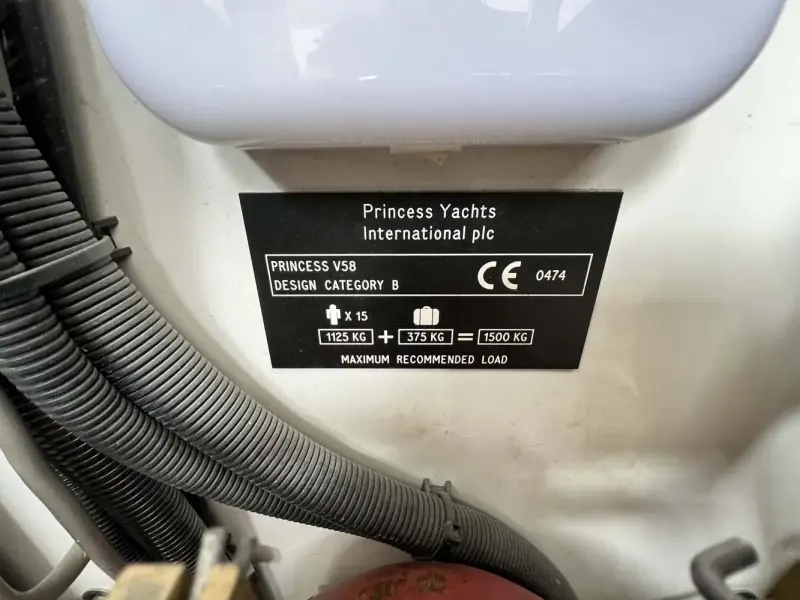 Princess Yachts
International plc
PRINCESS V58
DESIGN CATEGORY B
CE 0474
X 15
1125 KG + 375 KG = 1500 KG
MAXIMUM RECOMMENDED LOAD